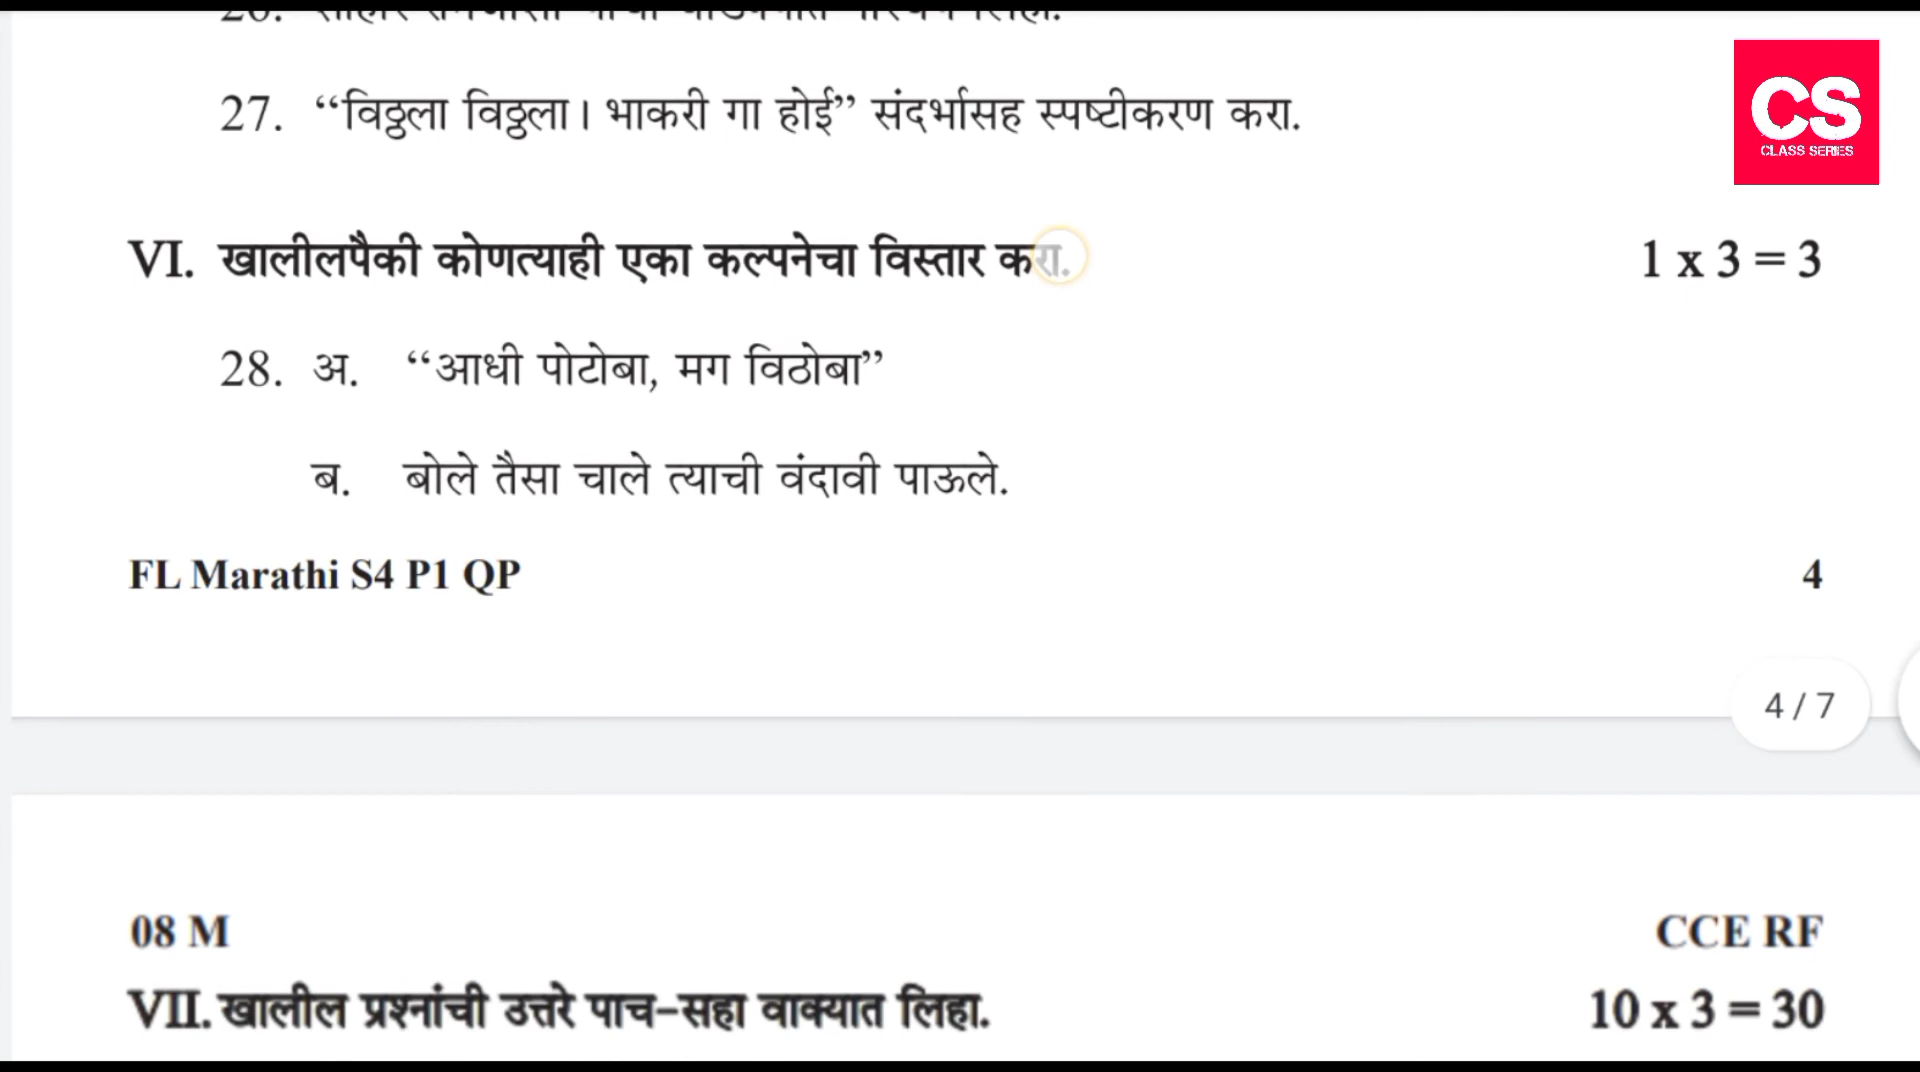 27. “विठ्ठला विठ्ठला। भाकरी गा होई” संदर्भासह स्पष्टीकरण करा.
CS
CLASS SERIES
VI. खालीलपैकी कोणत्याही एका कल्पनेचा विस्तार करा. 1 x 3 = 3
28. अ. “आधी पोटोबा, मग विठोबा”
ब. बोले तैसा चाले त्याची वंदावी पाऊले.
FL Marathi S4 P1 QP 4
4 / 7
08 M CCE RF
VII. खालील प्रश्नांची उत्तरे पाच-सहा वाक्यात लिहा. 10 x 3 = 30